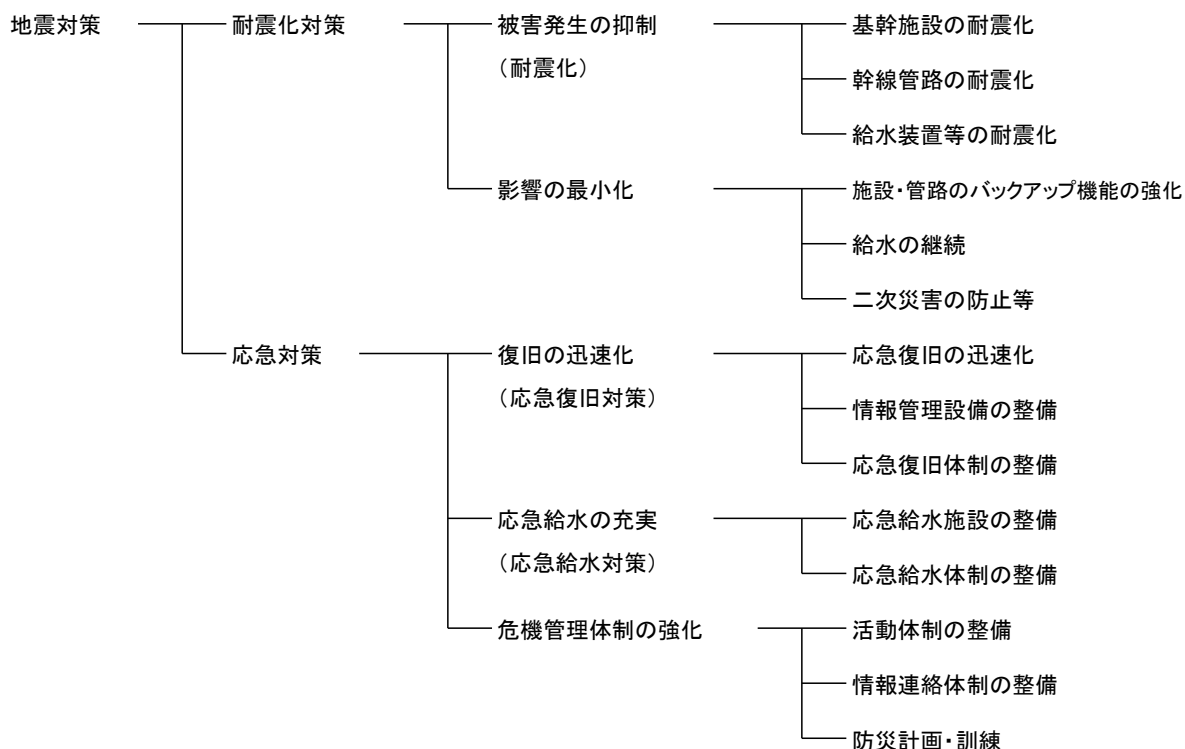 地震対策
耐震化対策
被害発生の抑制
（耐震化）
基幹施設の耐震化
幹線管路の耐震化
給水装置等の耐震化
影響の最小化
施設・管路のバックアップ機能の強化
給水の継続
二次災害の防止等
応急対策
復旧の迅速化
（応急復旧対策）
応急復旧の迅速化
情報管理設備の整備
応急復旧体制の整備
応急給水の充実
（応急給水対策）
応急給水施設の整備
応急給水体制の整備
危機管理体制の強化
活動体制の整備
情報連絡体制の整備
防災計画・訓練